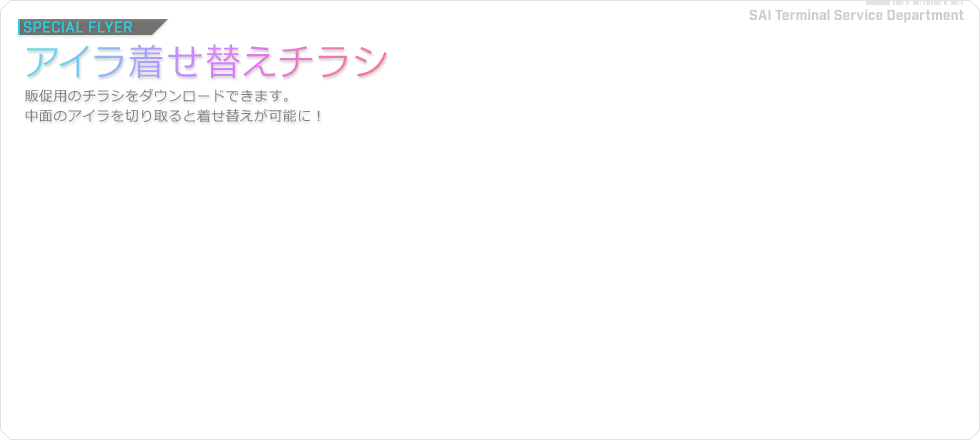 SAI Terminal Service Department
SPECIAL FLYER
アイラ着せ替えチラシ
販促用のチラシをダウンロードできます。
中面のアイラを切り取ると着せ替えが可能に！